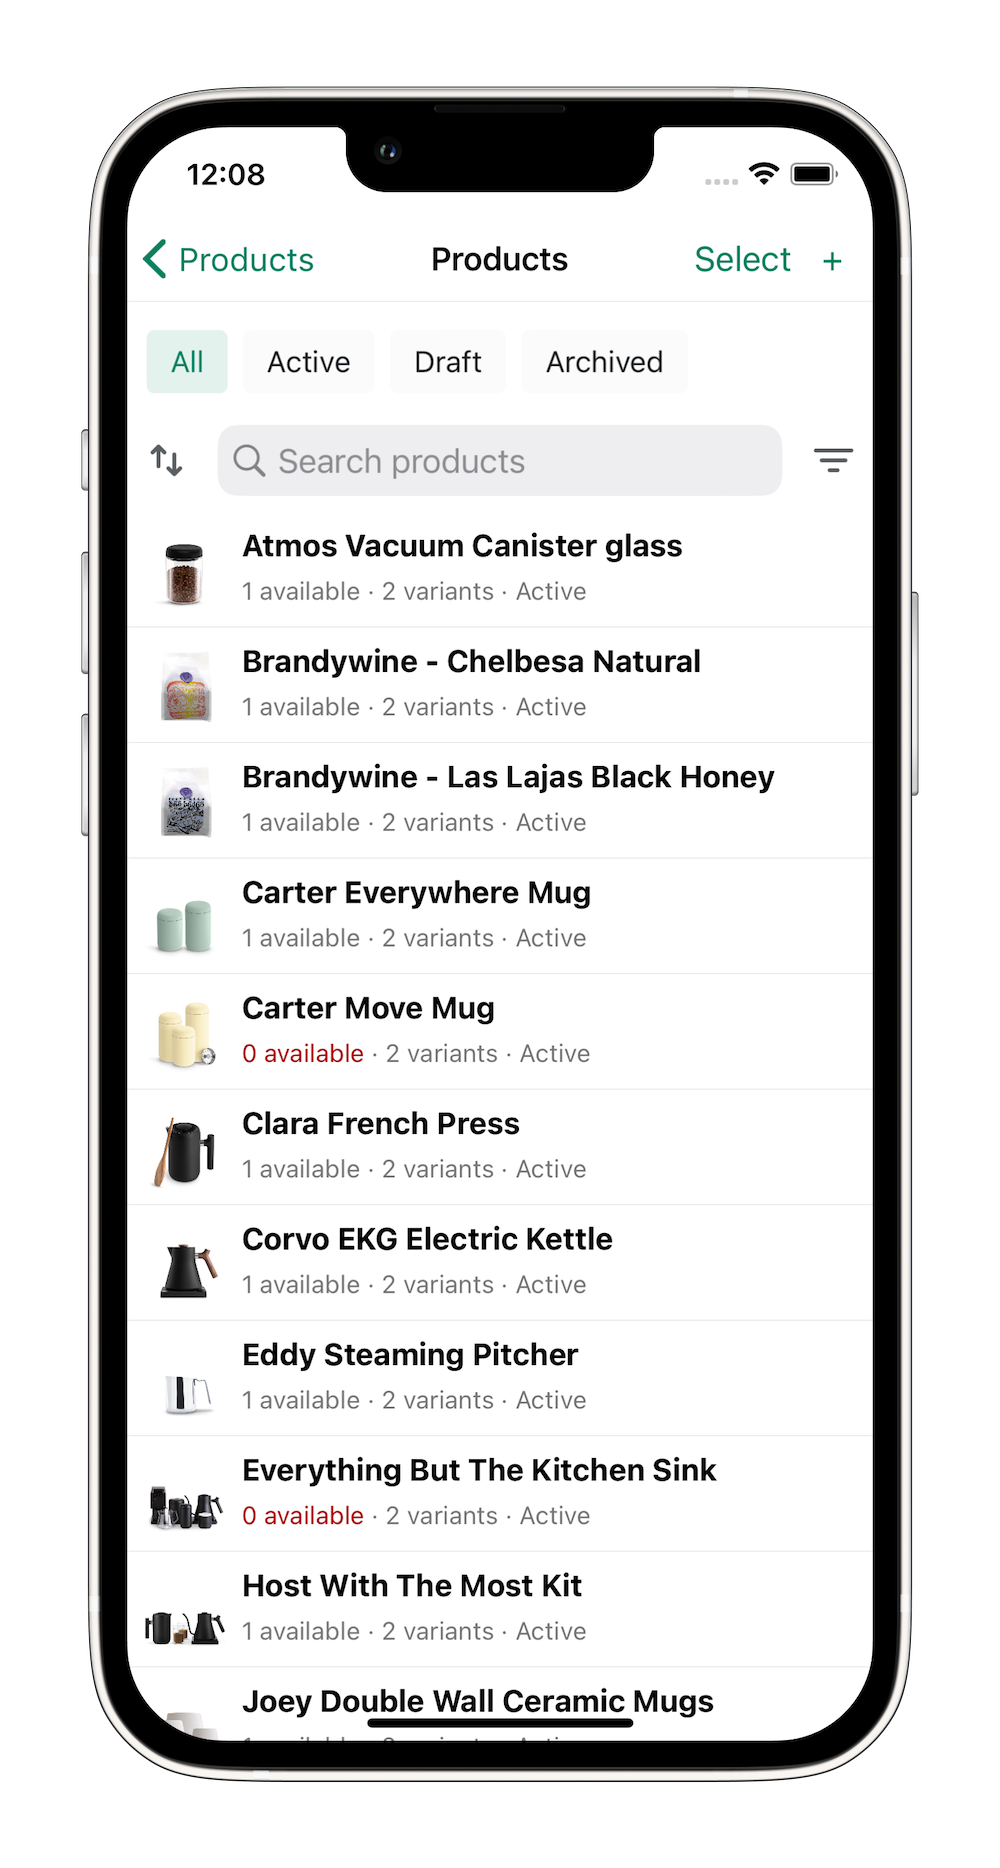 12:08
Products
Products
Select +
All
Active
Draft
Archived
Search products
Atmos Vacuum Canister glass
1 available · 2 variants · Active
Brandywine - Chelbesa Natural
1 available · 2 variants · Active
Brandywine - Las Lajas Black Honey
1 available · 2 variants · Active
Carter Everywhere Mug
1 available · 2 variants · Active
Carter Move Mug
0 available · 2 variants · Active
Clara French Press
1 available · 2 variants · Active
Corvo EKG Electric Kettle
1 available · 2 variants · Active
Eddy Steaming Pitcher
1 available · 2 variants · Active
Everything But The Kitchen Sink
0 available · 2 variants · Active
Host With The Most Kit
1 available · 2 variants · Active
Joey Double Wall Ceramic Mugs